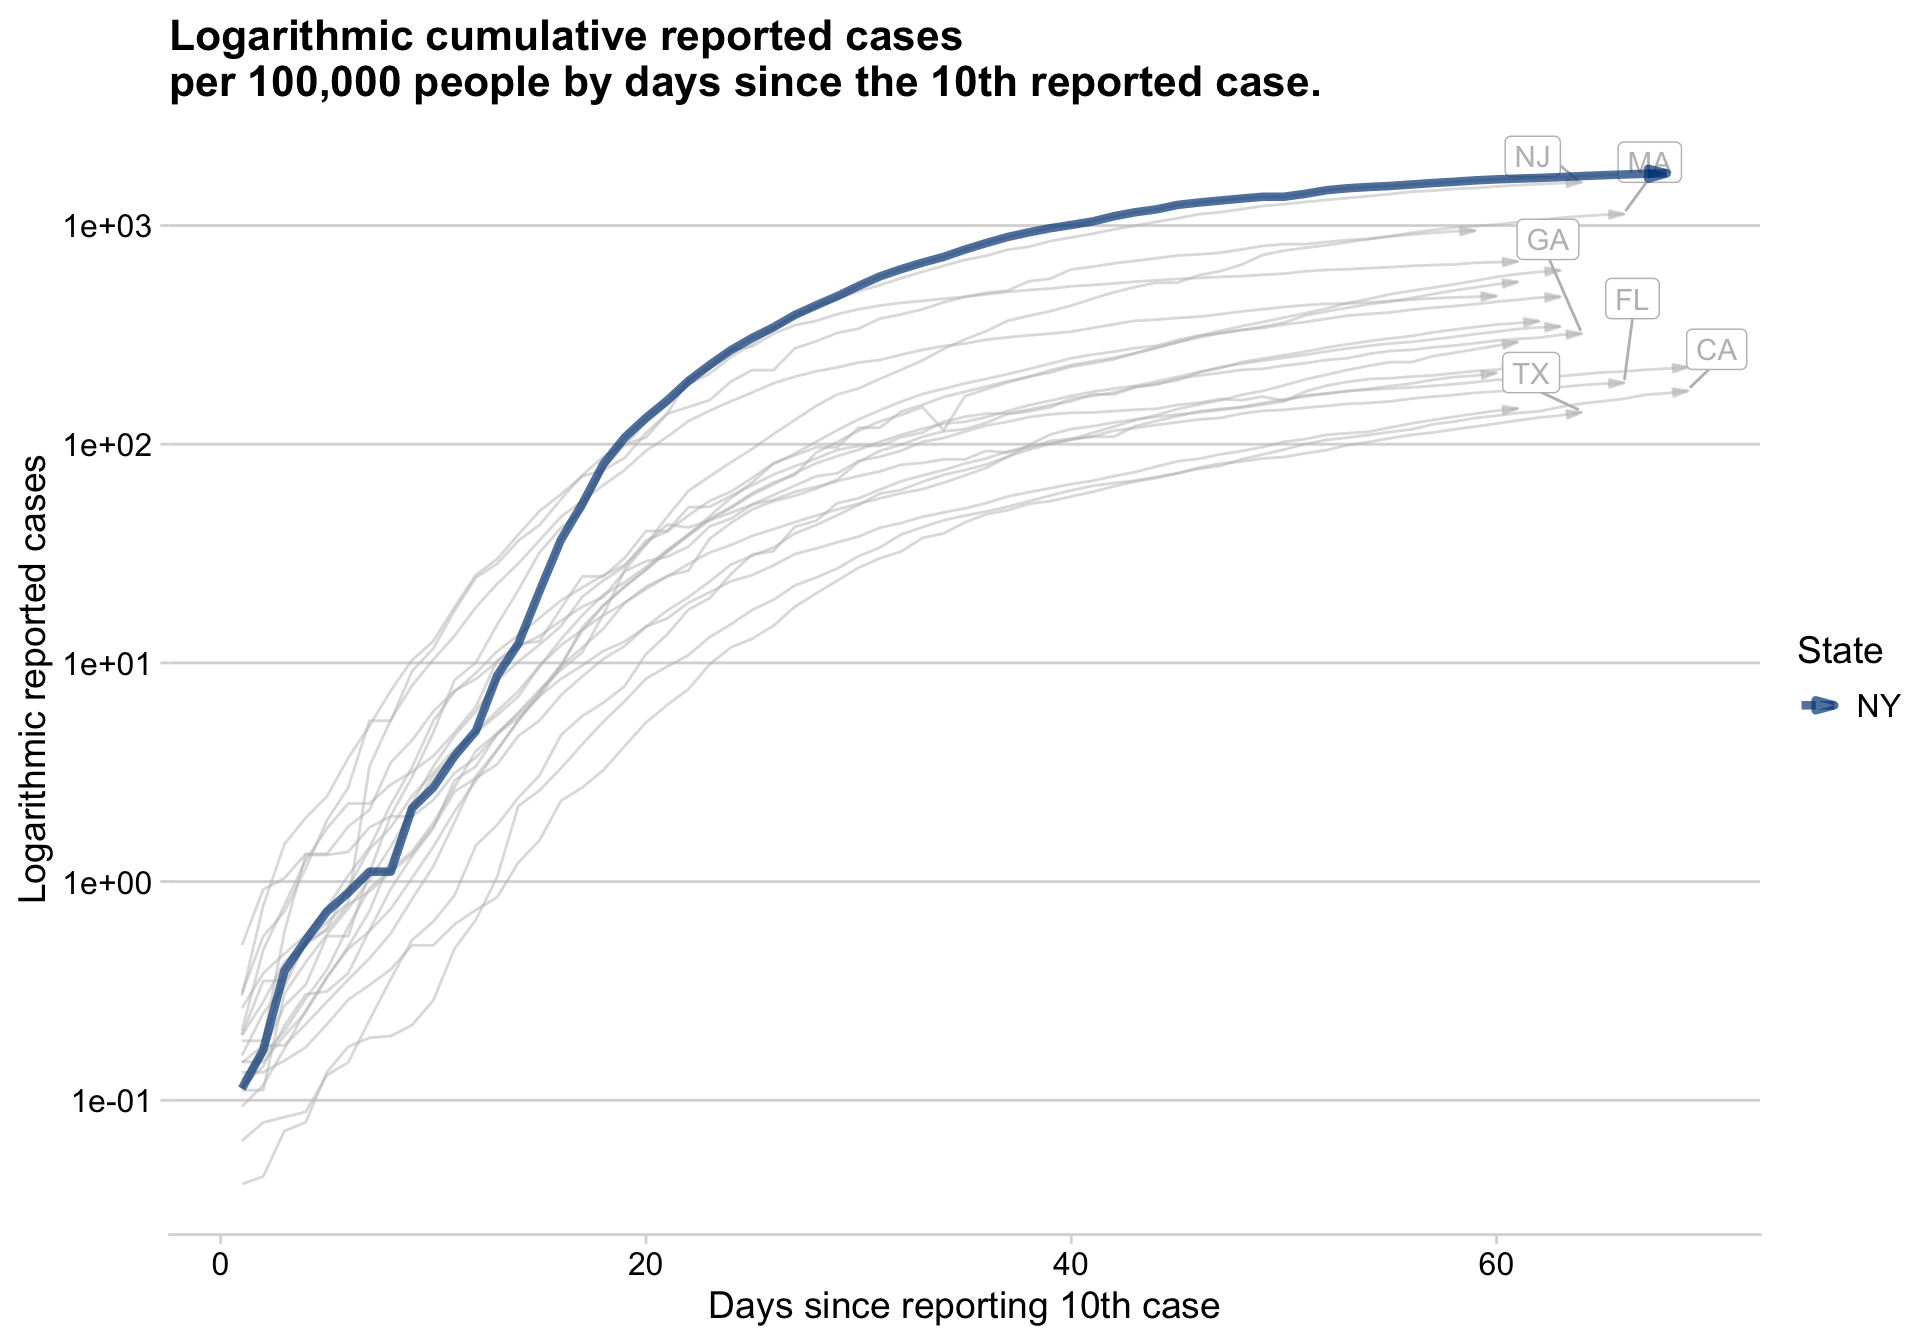 Logarithmic cumulative reported cases
per 100,000 people by days since the 10th reported case.
NJ
MA
1e+03
GA
FL
CA
TX
1e+02
Logarithmic reported cases
State
1e+01
NY
1e+00
1e-01
0
20
40
60
Days since reporting 10th case